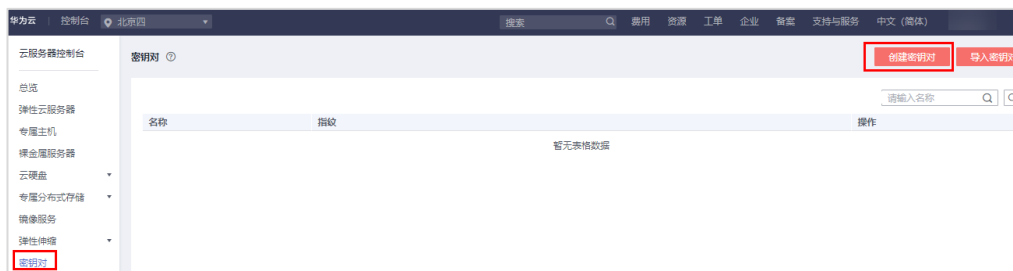 华为云 控制台 北京四 搜索 费用 资源 工单 企业 备案 支持与服务 中文 (简体)
云服务器控制台
密钥对
创建密钥对 导入密钥对
总览
请输入名称
弹性云服务器
名称 指纹 操作
专属主机
暂无表格数据
裸金属服务器
云硬盘
专属分布式存储
镜像服务
弹性伸缩
密钥对